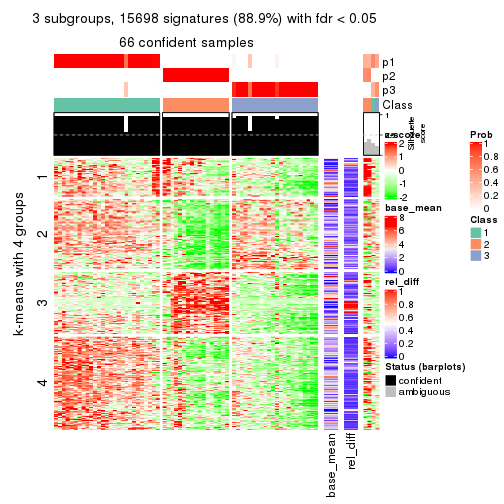 3 subgroups, 15698 signatures (88.9%) with fdr < 0.05
66 confident samples
p1
p2
p3
Class
1
Silhouette
score
z-score
2
1
0
-1
-2
Prob
1
0.8
0.6
0.4
0.2
0
Class
1
2
3
base_mean
8
6
4
2
0
rel_diff
1
0.8
0.6
0.4
0.2
0
Status (barplots)
confident
ambiguous
k-means with 4 groups
1
2
3
4
base_mean
rel_diff